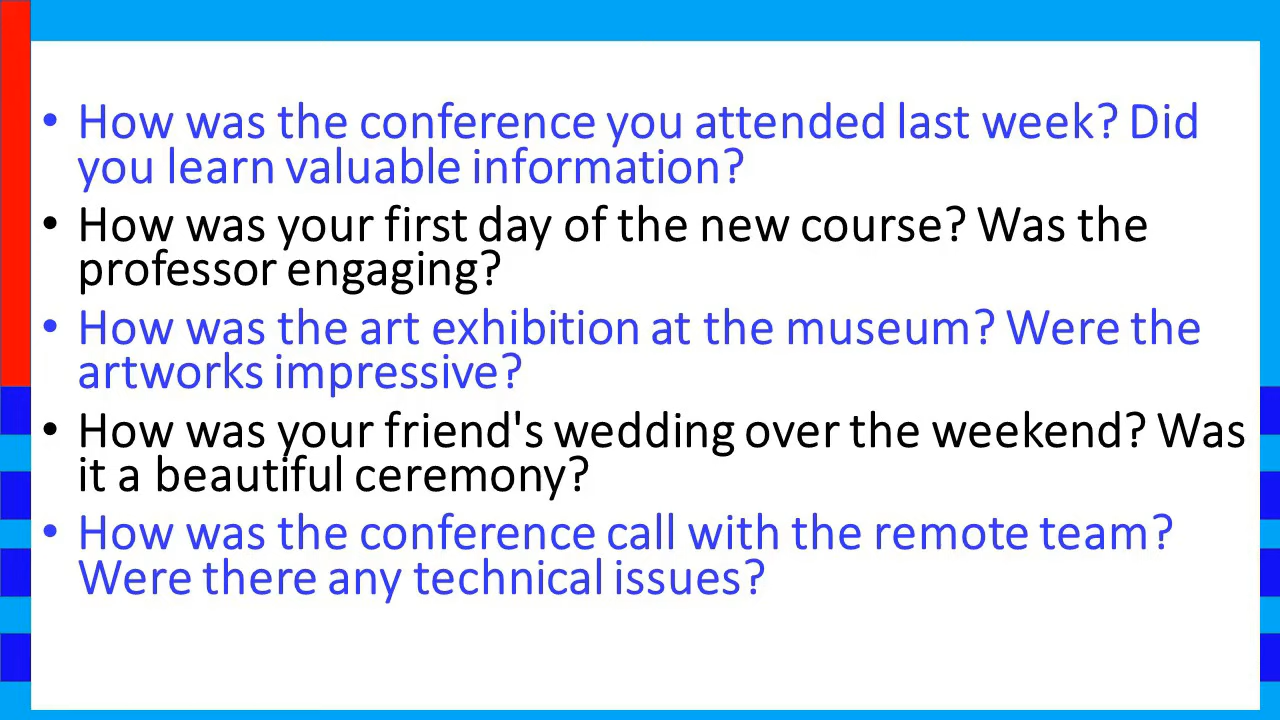 • How was the conference you attended last week? Did
you learn valuable information?
• How was your first day of the new course? Was the
professor engaging?
• How was the art exhibition at the museum? Were the
artworks impressive?
• How was your friend's wedding over the weekend? Was
it a beautiful ceremony?
• How was the conference call with the remote team?
Were there any technical issues?